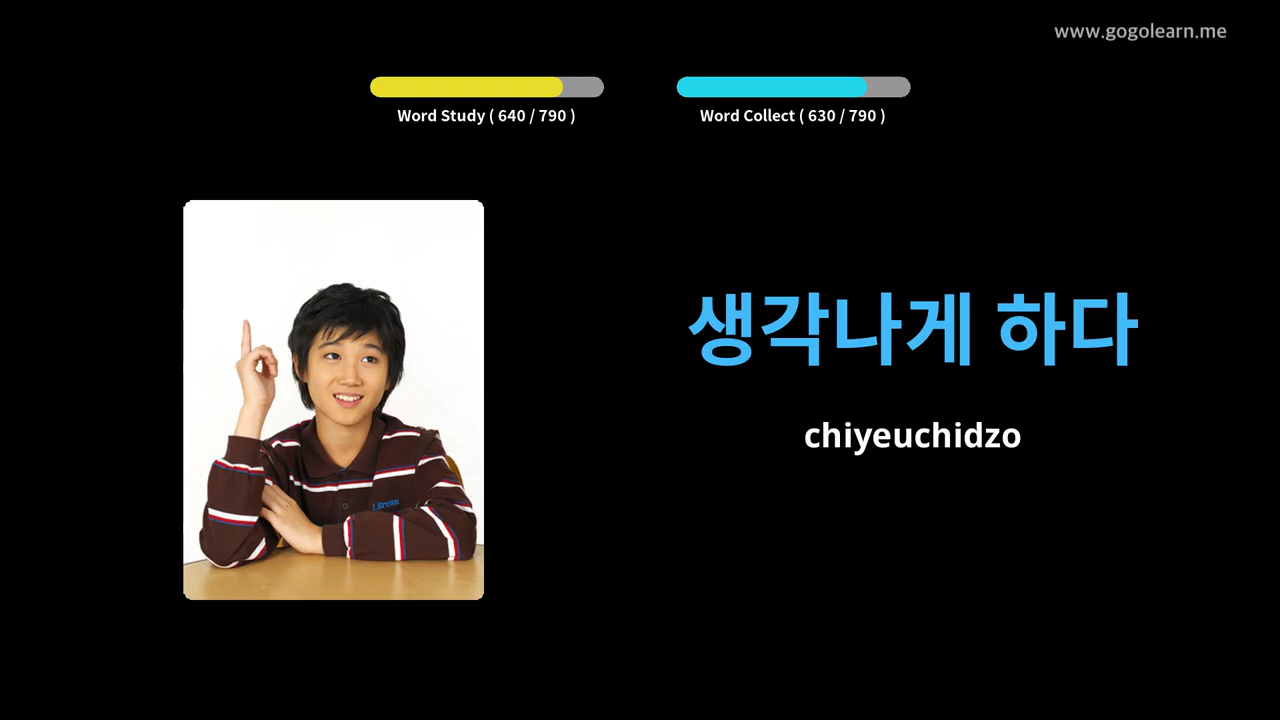 www.gogolearn.me
Word Study ( 640 / 790 )
Word Collect ( 630 / 790 )
생각나게 하다
chiyeuchidzo